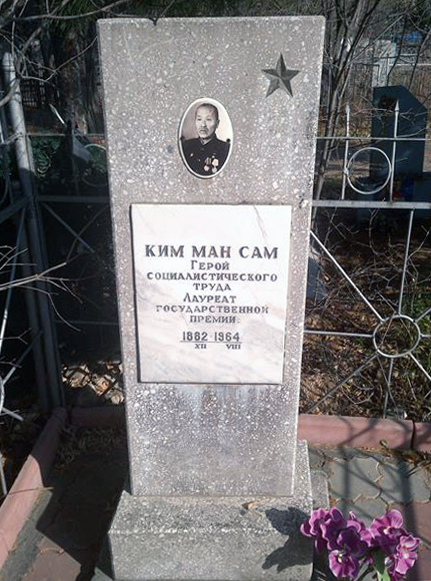 КИМ МАН САМ
ГЕРОЙ
СОЦИАЛИСТИЧЕСКОГО
ТРУДА
ЛАУРЕАТ
ГОСУДАРСТВЕННОЙ
ПРЕМИИ
1882 1964
XII VIII